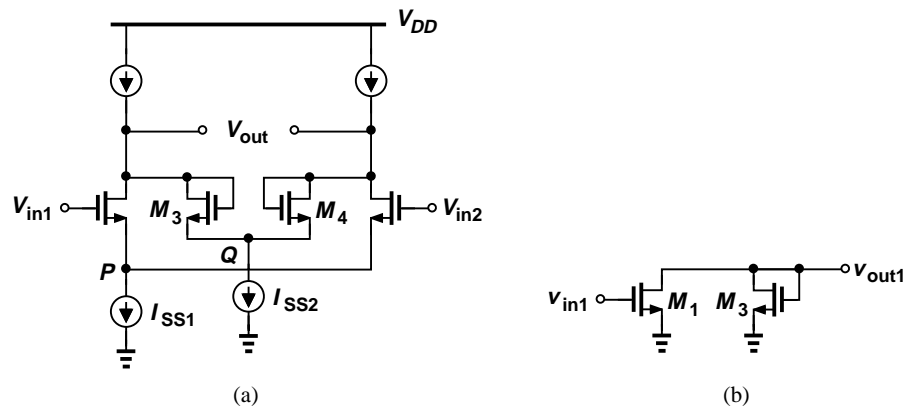 V_DD
V_out
V_in1
M_3
M_4
V_in2
P
Q
I_SS1
I_SS2
v_in1
M_1
M_3
v_out1
(a)
(b)